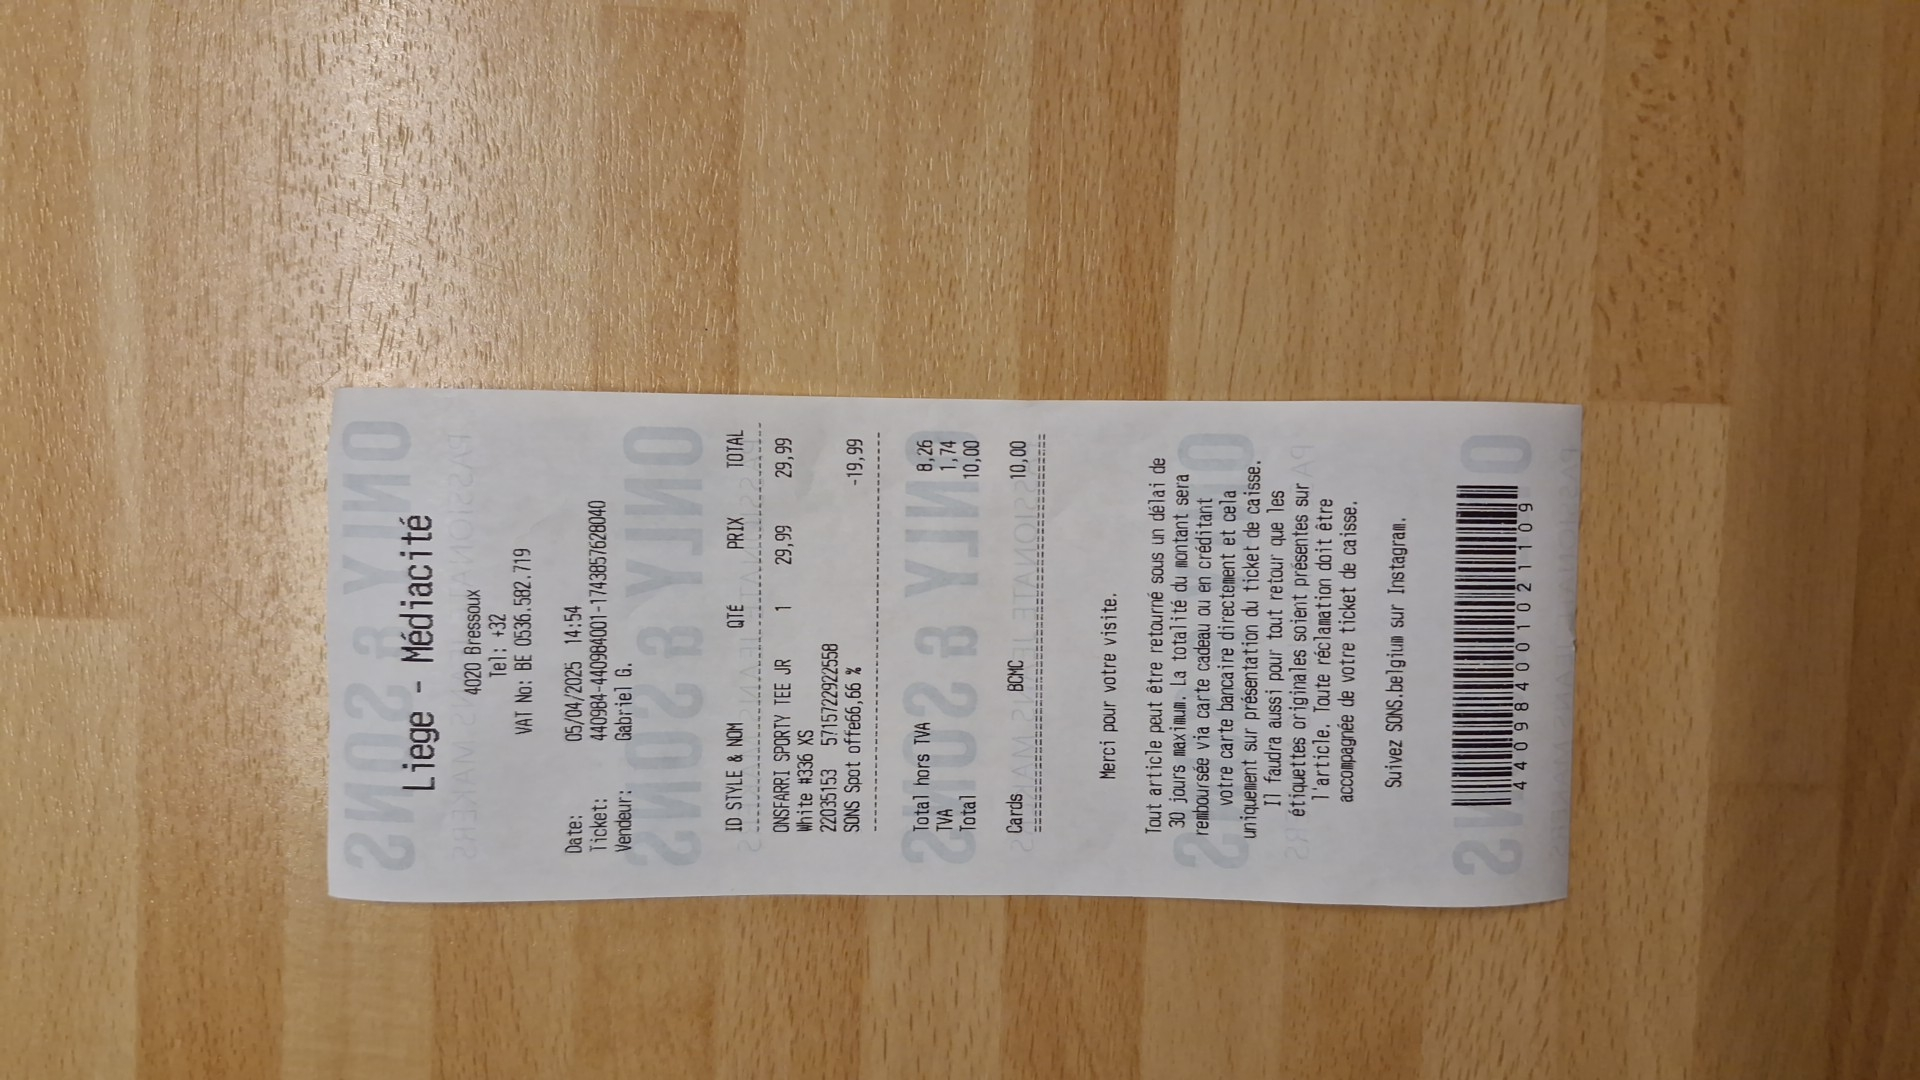 Liege - Médiacité
4020 Bressoux
Tel: +32
VAT No: BE 0536.582.719
Date: 05/04/2025 14:54
Ticket: 440984-440984001-1743857628040
Vendeur: Gabriel G.
ID STYLE & NOM QTÉ PRIX TOTAL
ONSFARRI SPORTY TEE JR 1 29,99 29,99
White #336 XS
22035153 5715722922558
SONS Spot offe66,66 % -19,99
Total hors TVA 8,26
TVA 1,74
Total 10,00
Cards BCMC 10,00
Merci pour votre visite.
Tout article peut être retourné sous un délai de
30 jours maximum. La totalité du montant sera
remboursée via carte cadeau ou en créditant
votre carte bancaire directement et cela
uniquement sur présentation du ticket de caisse.
Il faudra aussi pour tout retour que les
étiquettes originales soient présentes sur
l'article. Toute réclamation doit être
accompagnée de votre ticket de caisse.
Suivez SONS.belgium sur Instagram.
4409840010021109